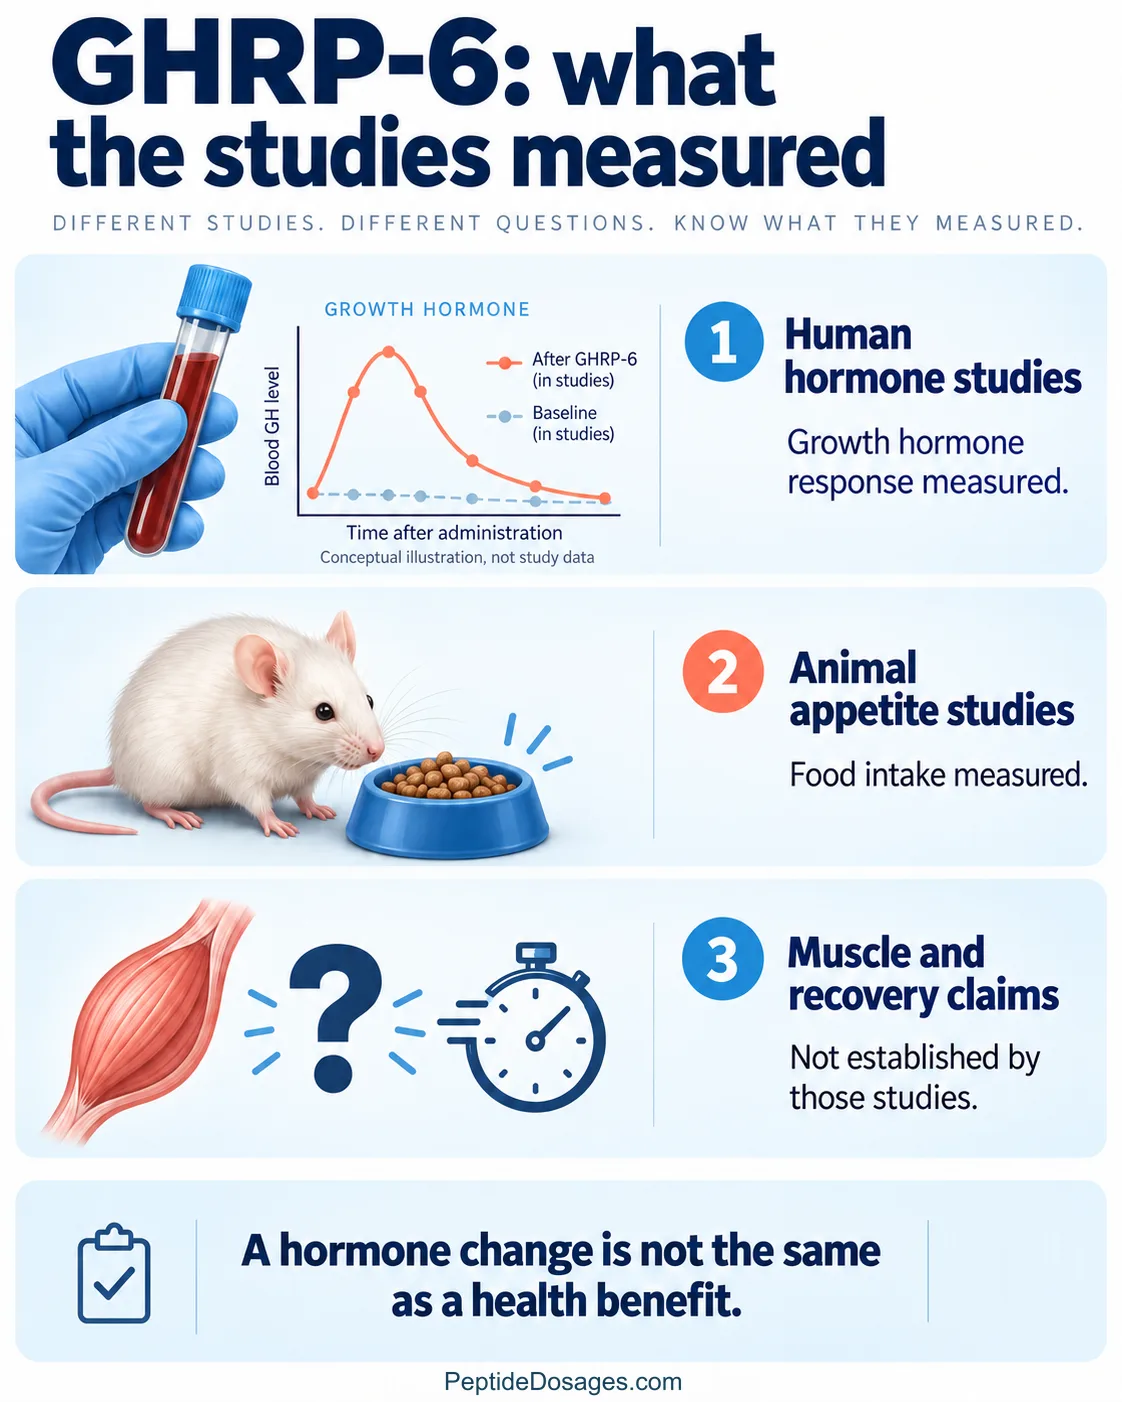 GHRP-6: what
the studies measured
DIFFERENT STUDIES. DIFFERENT QUESTIONS. KNOW WHAT THEY MEASURED.
GROWTH HORMONE
Blood GH level
After GHRP-6
(in studies)
Baseline
(in studies)
Time after administration
Conceptual illustration, not study data
1
Human
hormone studies
Growth hormone
response measured.
2
Animal
appetite studies
Food intake measured.
?
3
Muscle and
recovery claims
Not established by
those studies.
A hormone change is not the same
as a health benefit.
PeptideDosages.com